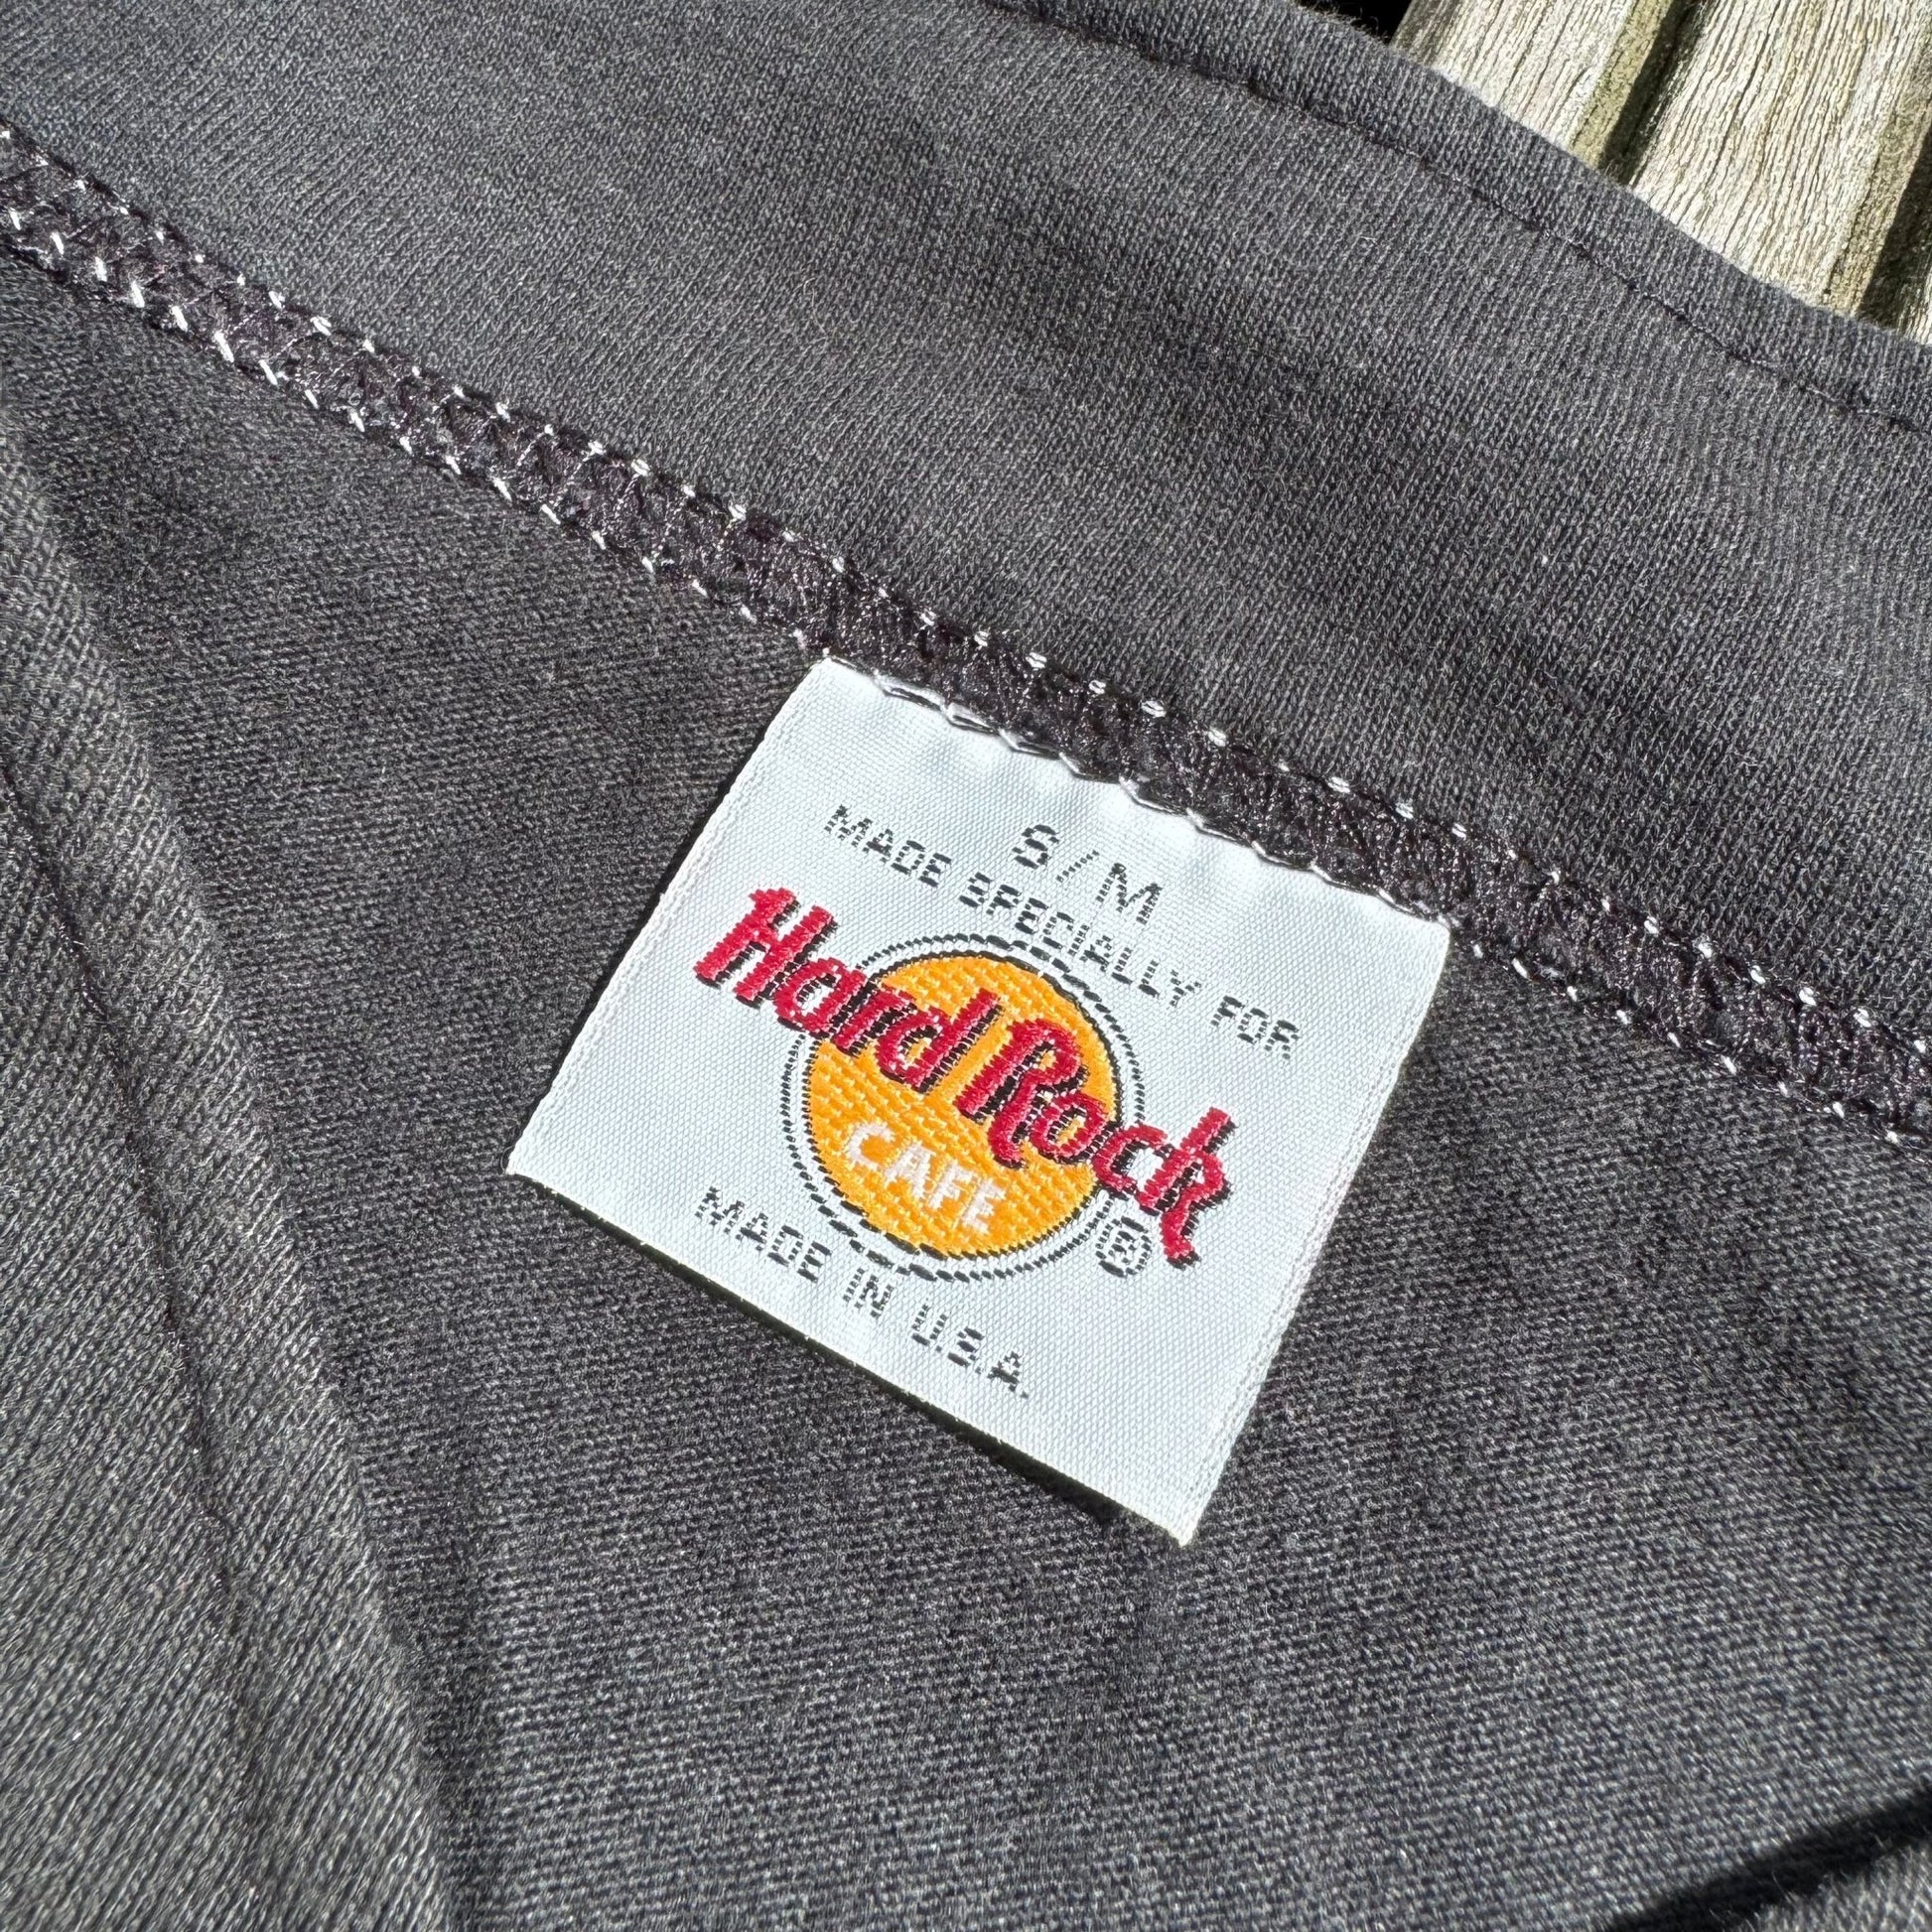 S/M
MADE SPECIALLY FOR
Hard Rock
CAFE
®
MADE IN U.S.A.